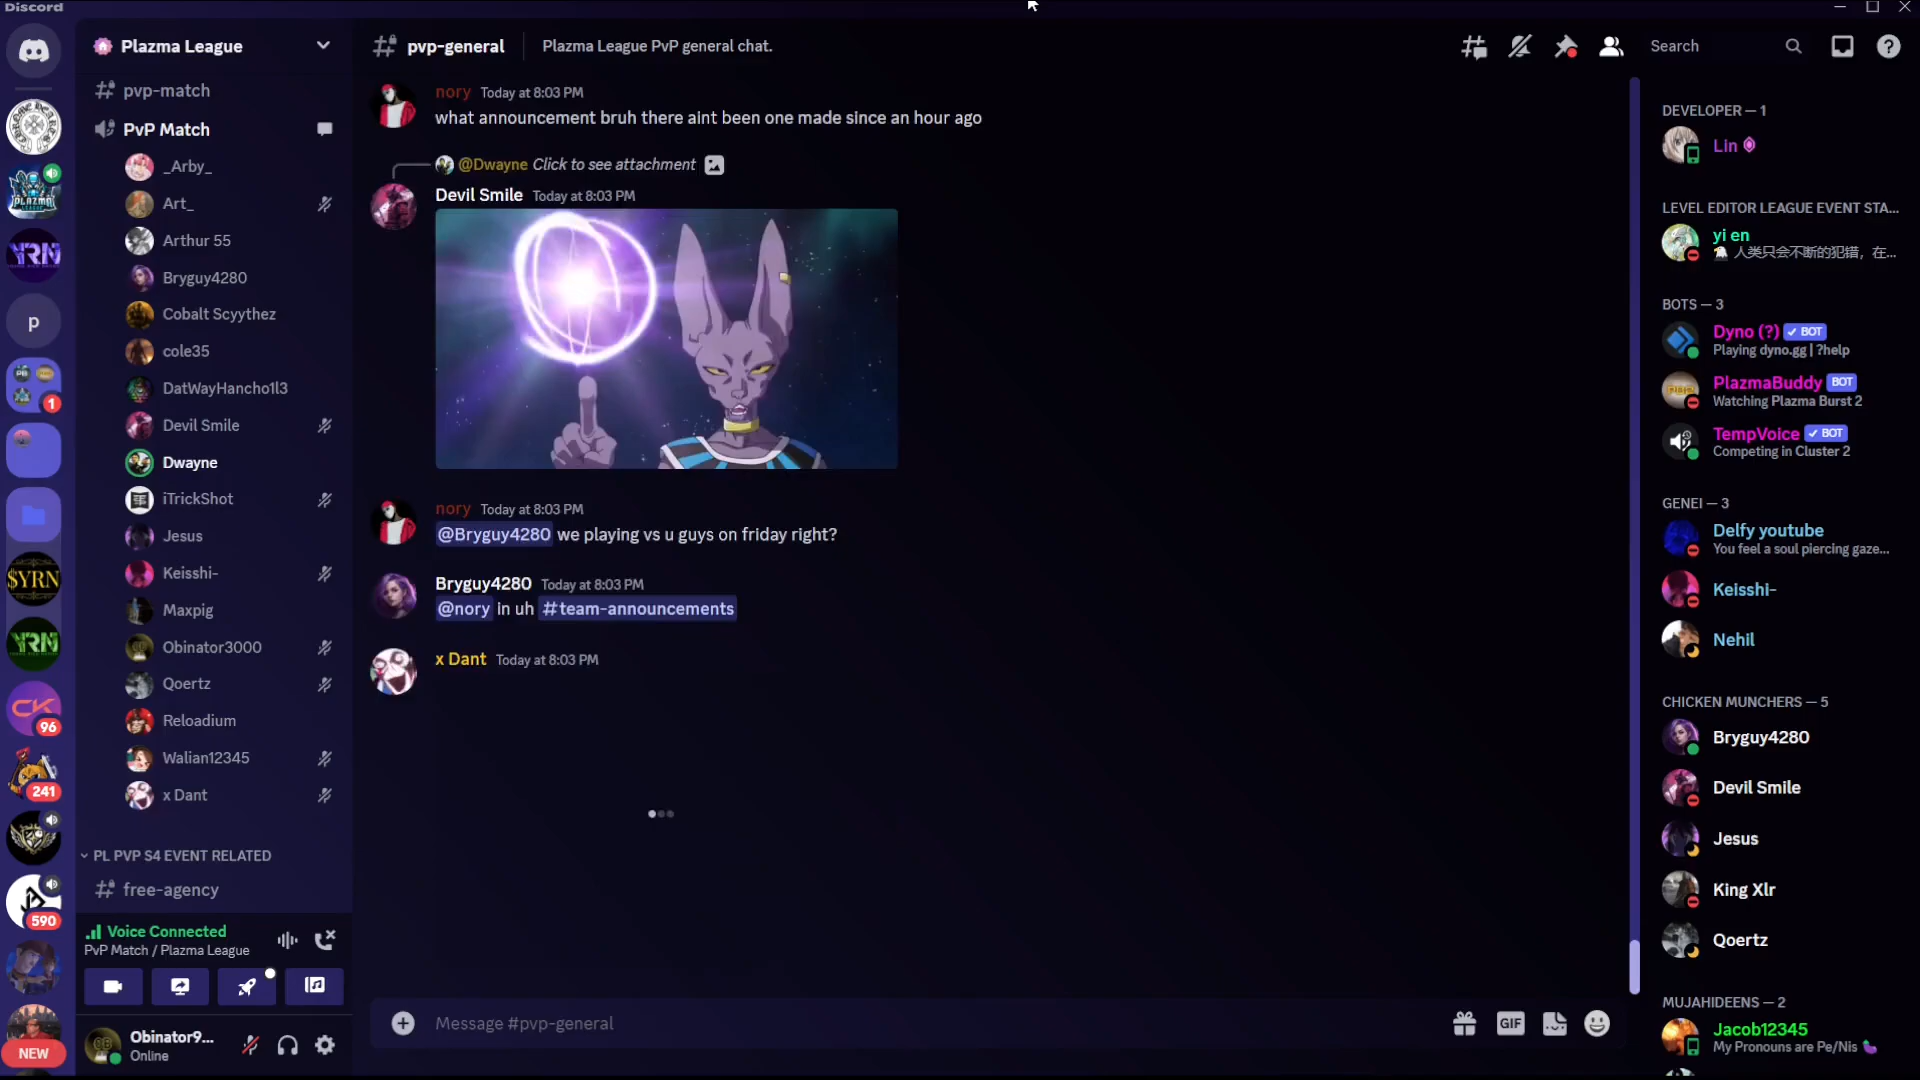 Discord
Plazma League
pvp-general
Plazma League PvP general chat.
Search
pvp-match
PvP Match
_Arby_
Art_
Arthur 55
Bryguy4280
Cobalt Scyythez
cole35
DatWayHancho1l3
Devil Smile
Dwayne
iTrickShot
Jesus
Keisshi-
Maxpig
Obinator3000
Qoertz
Reloadium
Walian12345
x Dant
PL PVP S4 EVENT RELATED
free-agency
Voice Connected
PvP Match / Plazma League
Obinator9...
Online
PLAZMA
YRN
p
1
$YRN
YRN
CK
96
241
590
NEW
nory Today at 8:03 PM
what announcement bruh there aint been one made since an hour ago
@Dwayne Click to see attachment
Devil Smile Today at 8:03 PM
nory Today at 8:03 PM
@Bryguy4280 we playing vs u guys on friday right?
Bryguy4280 Today at 8:03 PM
@nory in uh #team-announcements
x Dant Today at 8:03 PM
Message #pvp-general
GIF
DEVELOPER — 1
Lin
LEVEL EDITOR LEAGUE EVENT STA...
yi en
人类只会不断的犯错，在...
BOTS — 3
Dyno (?) ✓ BOT
Playing dyno.gg | ?help
PlazmaBuddy BOT
Watching Plazma Burst 2
TempVoice ✓ BOT
Competing in Cluster 2
GENEI — 3
Delfy youtube
You feel a soul piercing gaze...
Keisshi-
Nehil
CHICKEN MUNCHERS — 5
Bryguy4280
Devil Smile
Jesus
King Xlr
Qoertz
MUJAHIDEENS — 2
Jacob12345
My Pronouns are Pe/Nis 🍆